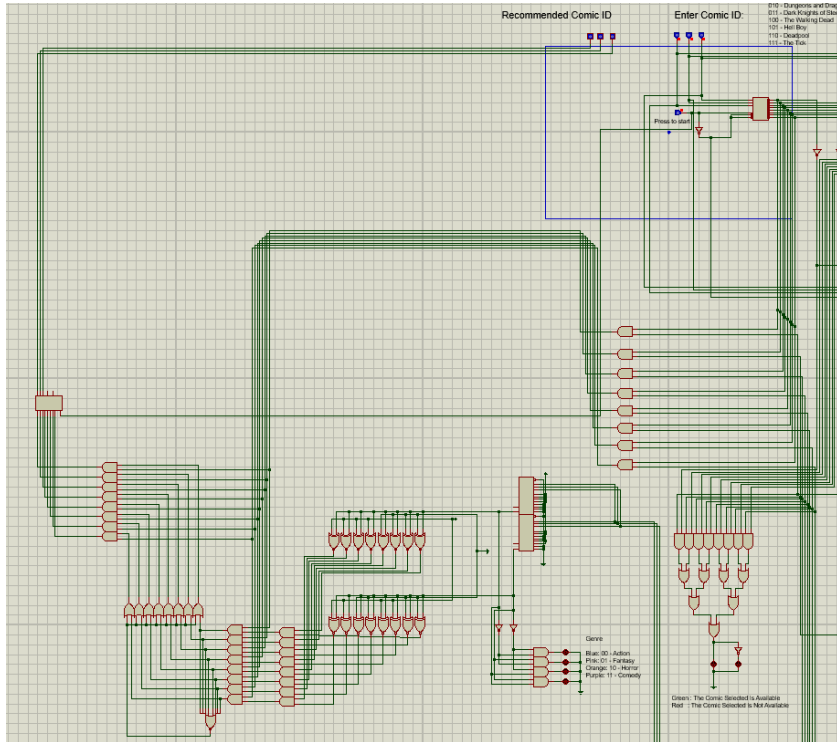 Recommended Comic ID
Enter Comic ID:
010 - Dungeons and Drag
011 - Dark Knights of Stee
100 - The Walking Dead
101 - Hell Boy
110 - Deadpool
111 - The Tick
Press to start
Genre
Blue: 00 - Action
Pink: 01 - Fantasy
Orange: 10 - Horror
Purple: 11 - Comedy
Green : The Comic Selected Is Available
Red : The Comic Selected is Not Available